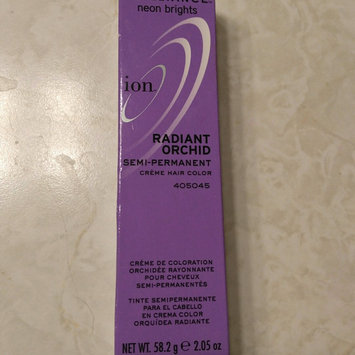 neon brights
ion
RADIANT
ORCHID
SEMI-PERMANENT
CRÈME HAIR COLOR
405045
CRÈME DE COLORATION
ORCHIDÉE RAYONNANTE
POUR CHEVEUX
SEMI-PERMANENTÉS
TINTE SEMIPERMANENTE
PARA EL CABELLO
EN CREMA COLOR
ORQUÍDEA RADIANTE
NET WT. 58.2 g ℮ 2.05 oz